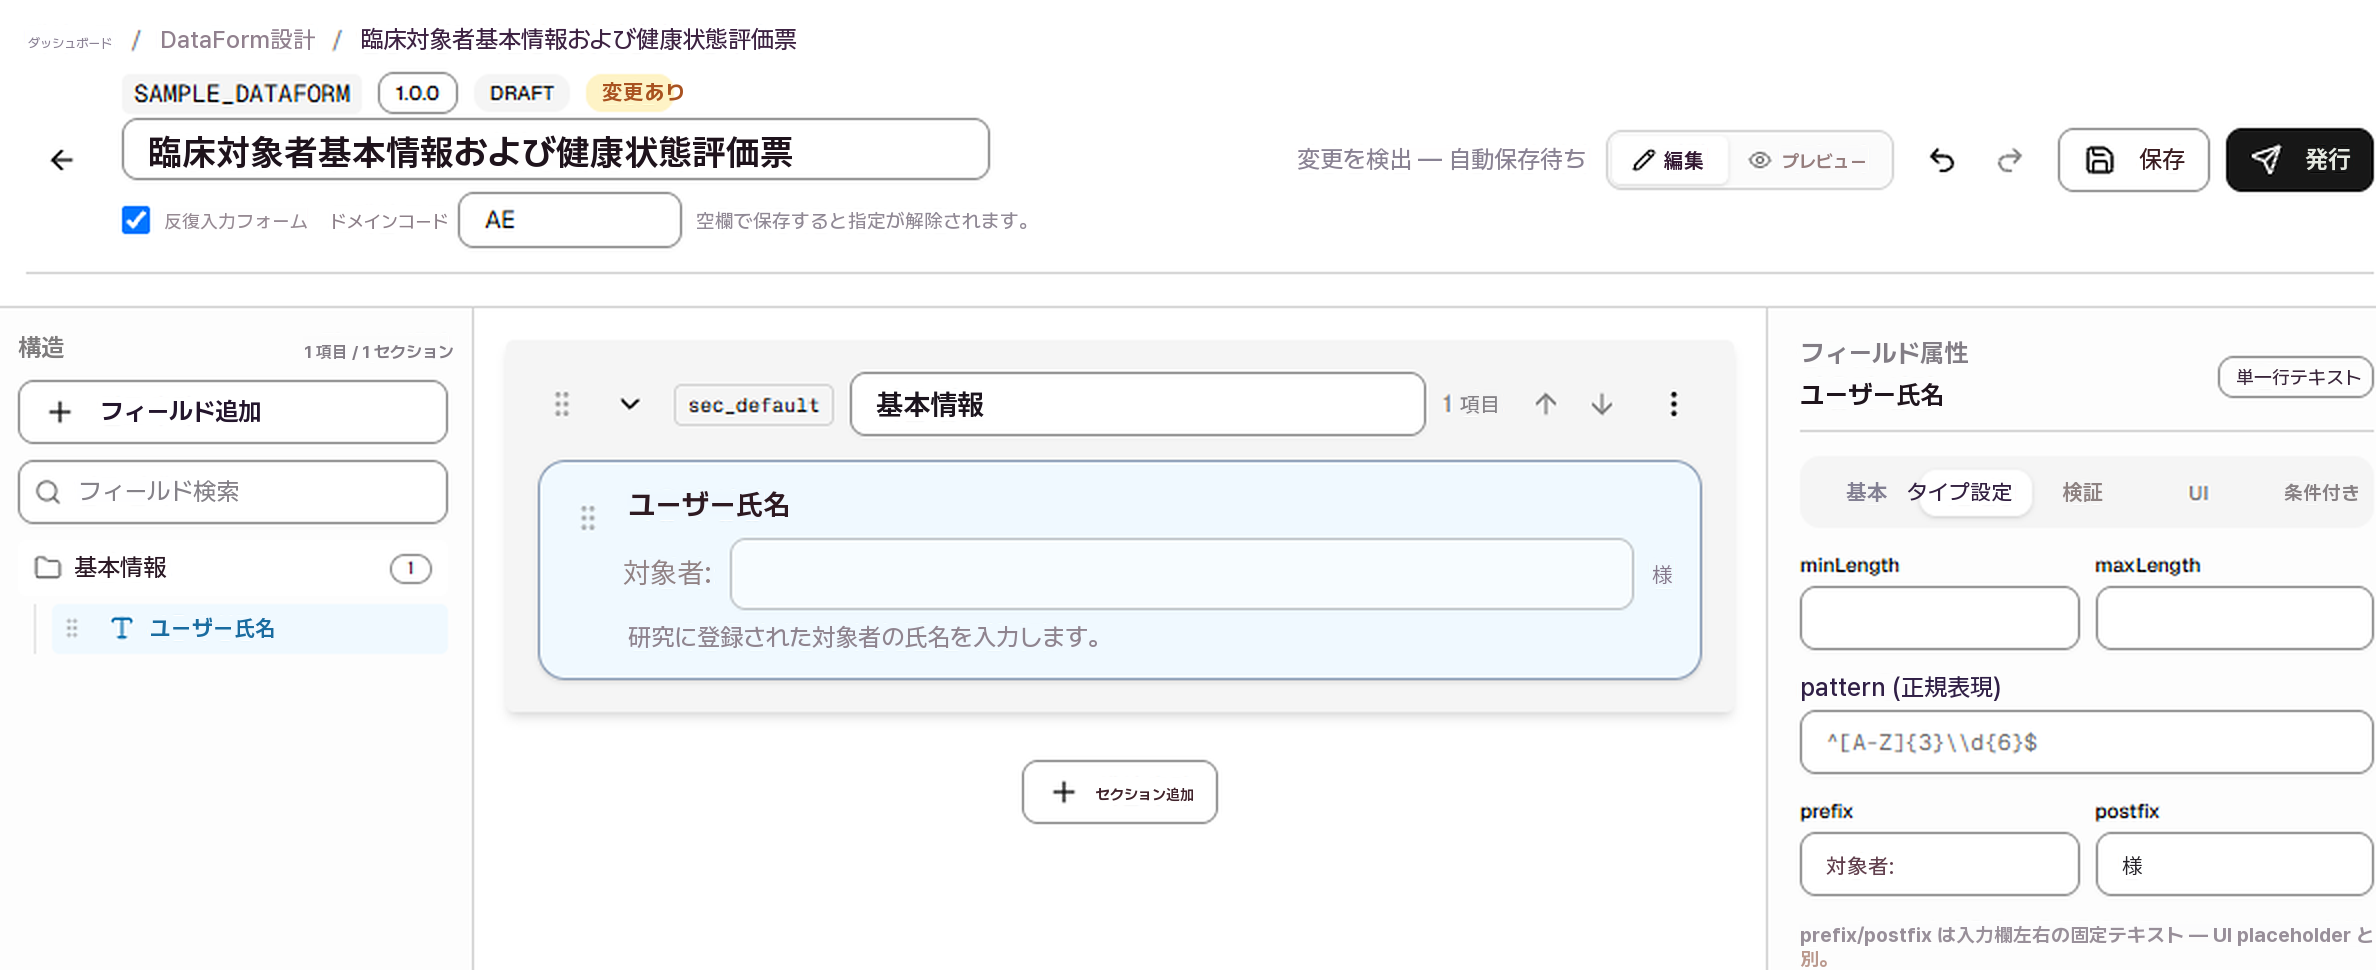 ダッシュボード / DataForm設計 / 臨床対象者基本情報および健康状態評価票
SAMPLE_DATAFORM 1.0.0 DRAFT 変更あり
臨床対象者基本情報および健康状態評価票
変更を検出 — 自動保存待ち 編集 プレビュー 保存 発行
反復入力フォーム ドメインコード AE 空欄で保存すると指定が解除されます。
構造 1 項目 / 1 セクション
フィールド追加
フィールド検索
基本情報 1
ユーザー氏名
sec_default 基本情報 1 項目
ユーザー氏名
対象者: 様
研究に登録された対象者の氏名を入力します。
セクション追加
フィールド属性
ユーザー氏名 単一行テキスト
基本 タイプ設定 検証 UI 条件付き
minLength maxLength
pattern (正規表現)
^[A-Z]{3}\\d{6}$
prefix postfix
対象者: 様
prefix/postfix は入力欄左右の固定テキスト — UI placeholder と
別。